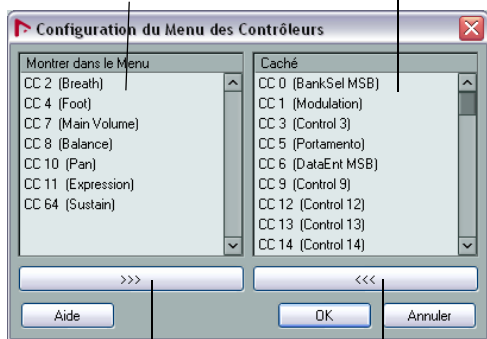 Configuration du Menu des Contrôleurs
Montrer dans le Menu
CC 2 (Breath)
CC 4 (Foot)
CC 7 (Main Volume)
CC 8 (Balance)
CC 10 (Pan)
CC 11 (Expression)
CC 64 (Sustain)
Caché
CC 0 (BankSel MSB)
CC 1 (Modulation)
CC 3 (Control 3)
CC 5 (Portamento)
CC 6 (DataEnt MSB)
CC 9 (Control 9)
CC 12 (Control 12)
CC 13 (Control 13)
CC 14 (Control 14)
>>>
<<<
Aide
OK
Annuler